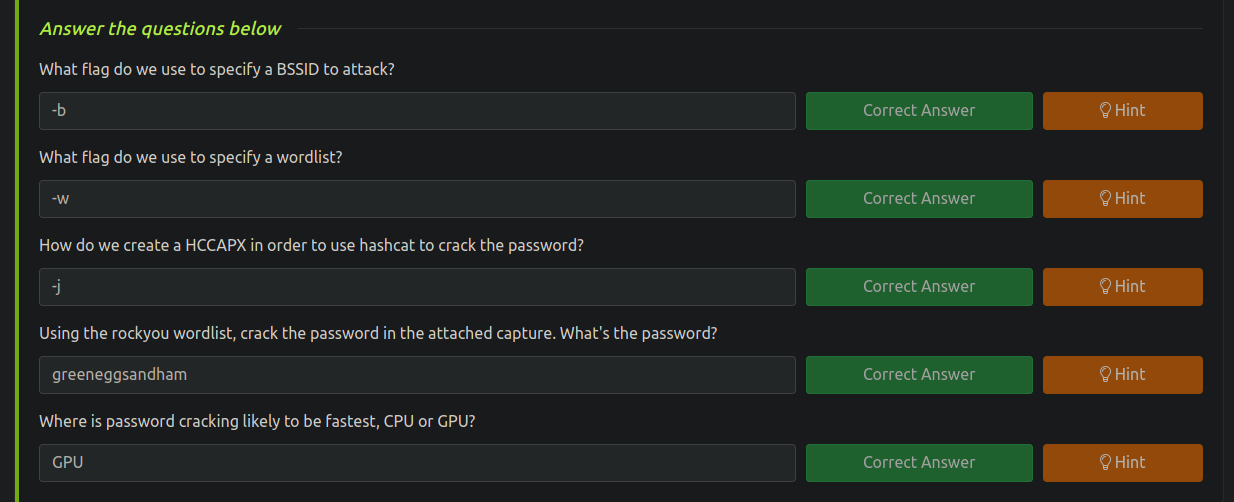 Answer the questions below
What flag do we use to specify a BSSID to attack?
-b Correct Answer Hint
What flag do we use to specify a wordlist?
-w Correct Answer Hint
How do we create a HCCAPX in order to use hashcat to crack the password?
-j Correct Answer Hint
Using the rockyou wordlist, crack the password in the attached capture. What's the password?
greeneggsandham Correct Answer Hint
Where is password cracking likely to be fastest, CPU or GPU?
GPU Correct Answer Hint